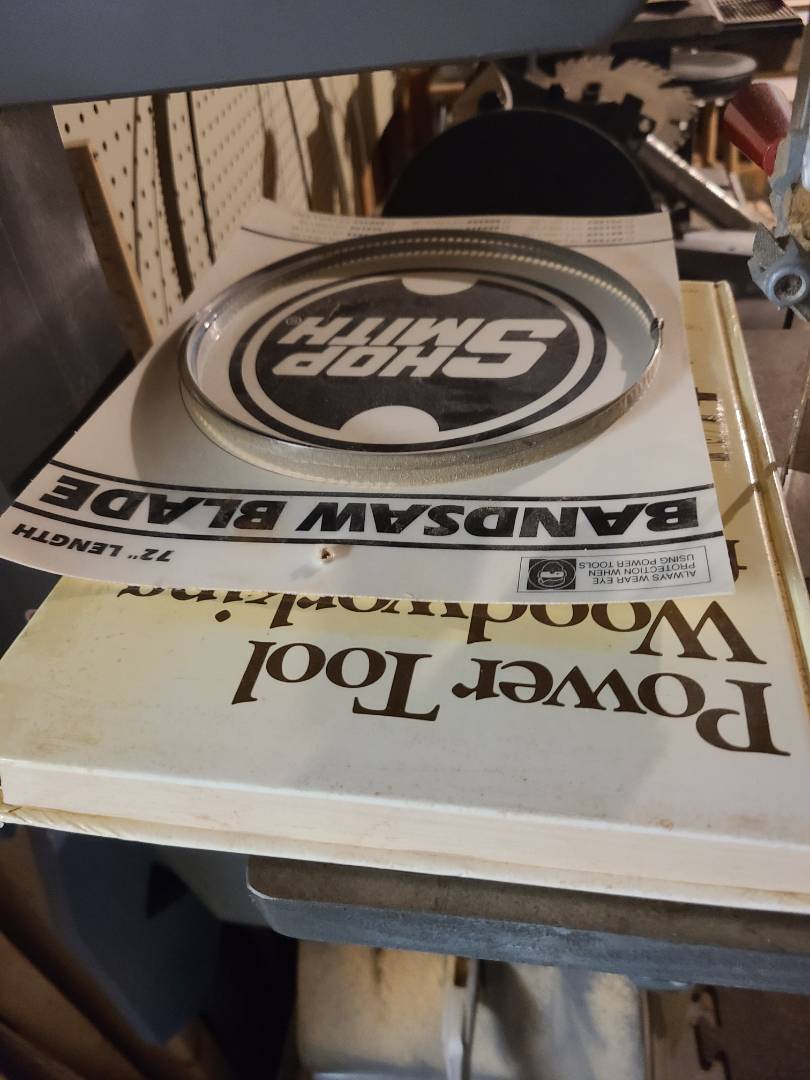 SHOP
SMITH®
BANDSAW BLADE
72" LENGTH
ALWAYS WEAR EYE
PROTECTION WHEN
USING POWER TOOLS
Power Tool
Woodworking